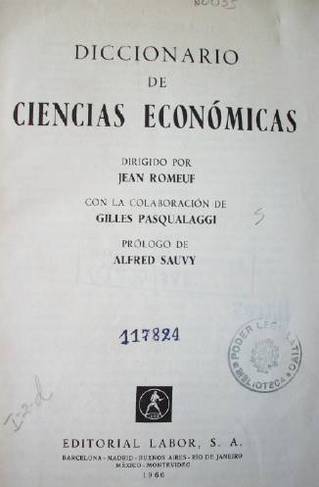 DICCIONARIO
DE
CIENCIAS ECONÓMICAS
DIRIGIDO POR
JEAN ROMEUF
CON LA COLABORACIÓN DE
GILLES PASQUALAGGI
PRÓLOGO DE
ALFRED SAUVY
117824
PODER LEGISLATIVO
BIBLIOTECA
I-2-d
EDITORIAL LABOR, S. A.
BARCELONA - MADRID - BUENOS AIRES - RIO DE JANEIRO
MÉXICO - MONTEVIDEO
1966